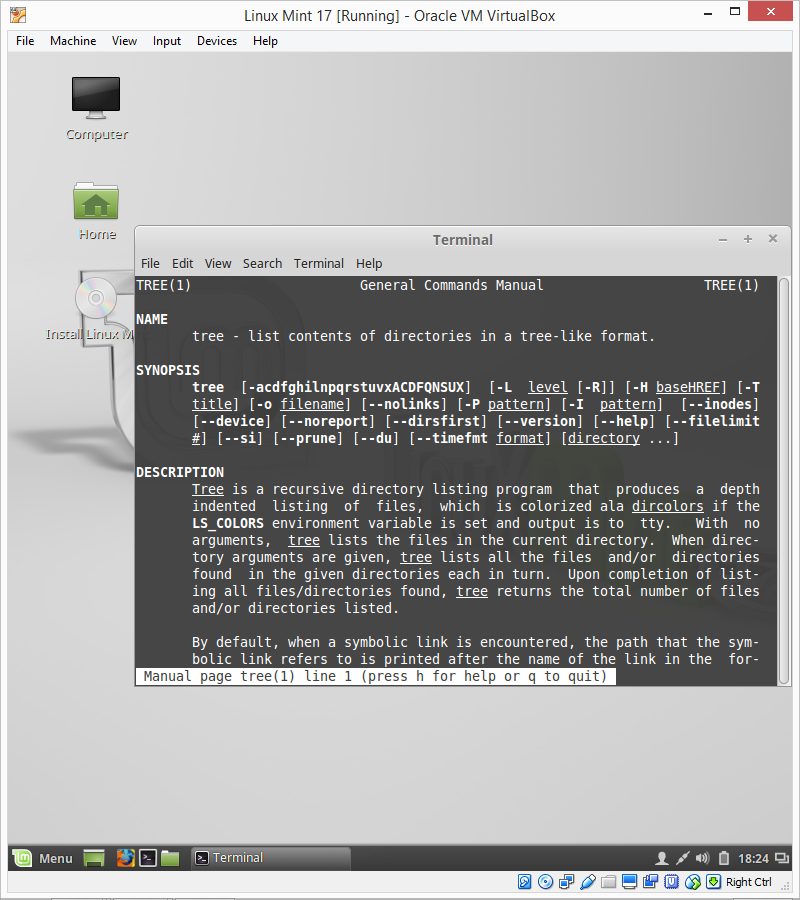 Linux Mint 17 [Running] - Oracle VM VirtualBox
File Machine View Input Devices Help
Computer
Home
Install Linux M
Terminal
File Edit View Search Terminal Help
TREE(1) General Commands Manual TREE(1)
NAME
tree - list contents of directories in a tree-like format.
SYNOPSIS
tree [-acdfghilnpqrstuvxACDFQNSUX] [-L level [-R]] [-H baseHREF] [-T
title] [-o filename] [--nolinks] [-P pattern] [-I pattern] [--inodes]
[--device] [--noreport] [--dirsfirst] [--version] [--help] [--filelimit
#] [--si] [--prune] [--du] [--timefmt format] [directory ...]
DESCRIPTION
Tree is a recursive directory listing program that produces a depth
indented listing of files, which is colorized ala dircolors if the
LS_COLORS environment variable is set and output is to tty. With no
arguments, tree lists the files in the current directory. When direc-
tory arguments are given, tree lists all the files and/or directories
found in the given directories each in turn. Upon completion of list-
ing all files/directories found, tree returns the total number of files
and/or directories listed.
By default, when a symbolic link is encountered, the path that the sym-
bolic link refers to is printed after the name of the link in the for-
Manual page tree(1) line 1 (press h for help or q to quit)
Menu Terminal 18:24
Right Ctrl